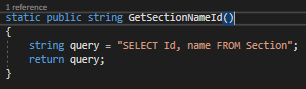 1 reference
static public string GetSectionNameId()
{
string query = "SELECT Id, name FROM Section";
return query;
}